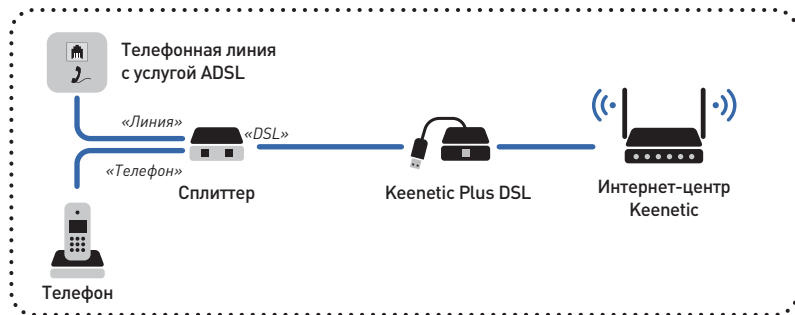 Телефонная линия
с услугой ADSL
«Линия»
«DSL»
«Телефон»
Сплиттер
Keenetic Plus DSL
Интернет-центр
Keenetic
Телефон